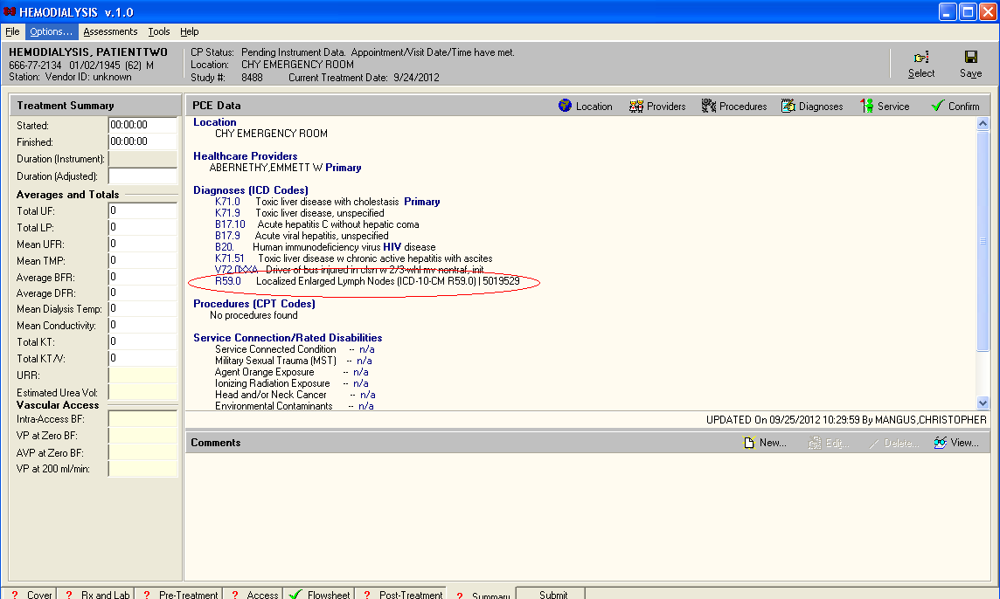 HEMODIALYSIS v.1.0
File Options... Assessments Tools Help
HEMODIALYSIS, PATIENTTWO
666-77-2134 01/02/1945 (62) M
Station: Vendor ID: unknown
CP Status: Pending Instrument Data. Appointment/Visit Date/Time have met.
Location: CHY EMERGENCY ROOM
Study #: 8488 Current Treatment Date: 9/24/2012
Select Save
Treatment Summary
Started: 00:00:00
Finished: 00:00:00
Duration (Instrument):
Duration (Adjusted):
Averages and Totals
Total UF: 0
Total LP: 0
Mean UFR: 0
Mean TMP: 0
Average BFR: 0
Average DFR: 0
Mean Dialysis Temp: 0
Mean Conductivity: 0
Total KT: 0
Total KT/V: 0
URR:
Estimated Urea Vol:
Vascular Access
Intra-Access BF:
VP at Zero BF:
AVP at Zero BF:
VP at 200 ml/min:
PCE Data Location Providers Procedures Diagnoses Service Confirm
Location
CHY EMERGENCY ROOM
Healthcare Providers
ABERNETHY,EMMETT W Primary
Diagnoses (ICD Codes)
K71.0 Toxic liver disease with cholestasis Primary
K71.9 Toxic liver disease, unspecified
B17.10 Acute hepatitis C without hepatic coma
B17.9 Acute viral hepatitis, unspecified
B20. Human immunodeficiency virus HIV disease
K71.51 Toxic liver disease w chronic active hepatitis with ascites
V72.0XXA Driver of bus injured in clsn w 2/3-whl mv nontraf, init
R59.0 Localized Enlarged Lymph Nodes (ICD-10-CM R59.0) | 5019529
Procedures (CPT Codes)
No procedures found
Service Connection/Rated Disabilities
Service Connected Condition -- n/a
Military Sexual Trauma (MST) -- n/a
Agent Orange Exposure -- n/a
Ionizing Radiation Exposure -- n/a
Head and/or Neck Cancer -- n/a
Environmental Contaminants -- n/a
UPDATED On 09/25/2012 10:29:59 By MANGUS,CHRISTOPHER
Comments New... Edit... Delete... View...
? Cover ? Rx and Lab ? Pre-Treatment ? Access Flowsheet ? Post-Treatment ? Summary Submit